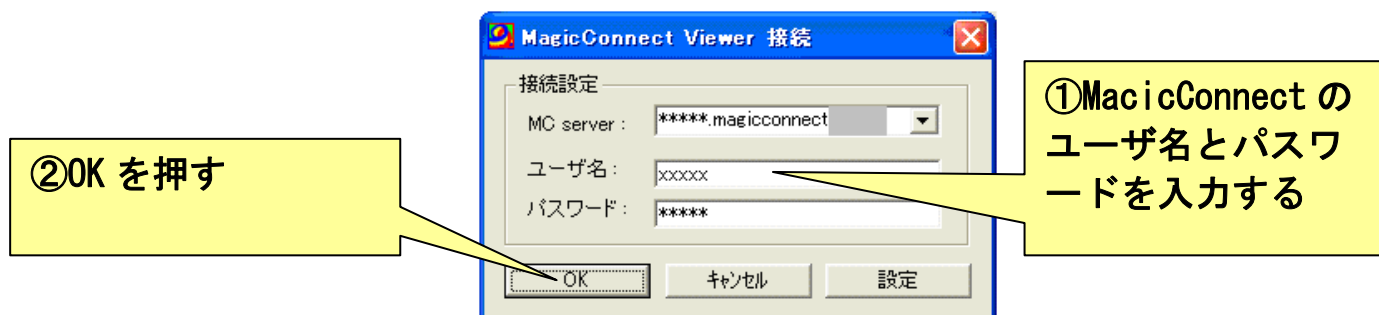 MagicConnect Viewer 接続
接続設定
MC server :
*****.magicconnect
ユーザ名 :
xxxxx
パスワード :
*****
OK
キャンセル
設定
①MacicConnect の
ユーザ名とパスワ
ードを入力する
②OK を押す